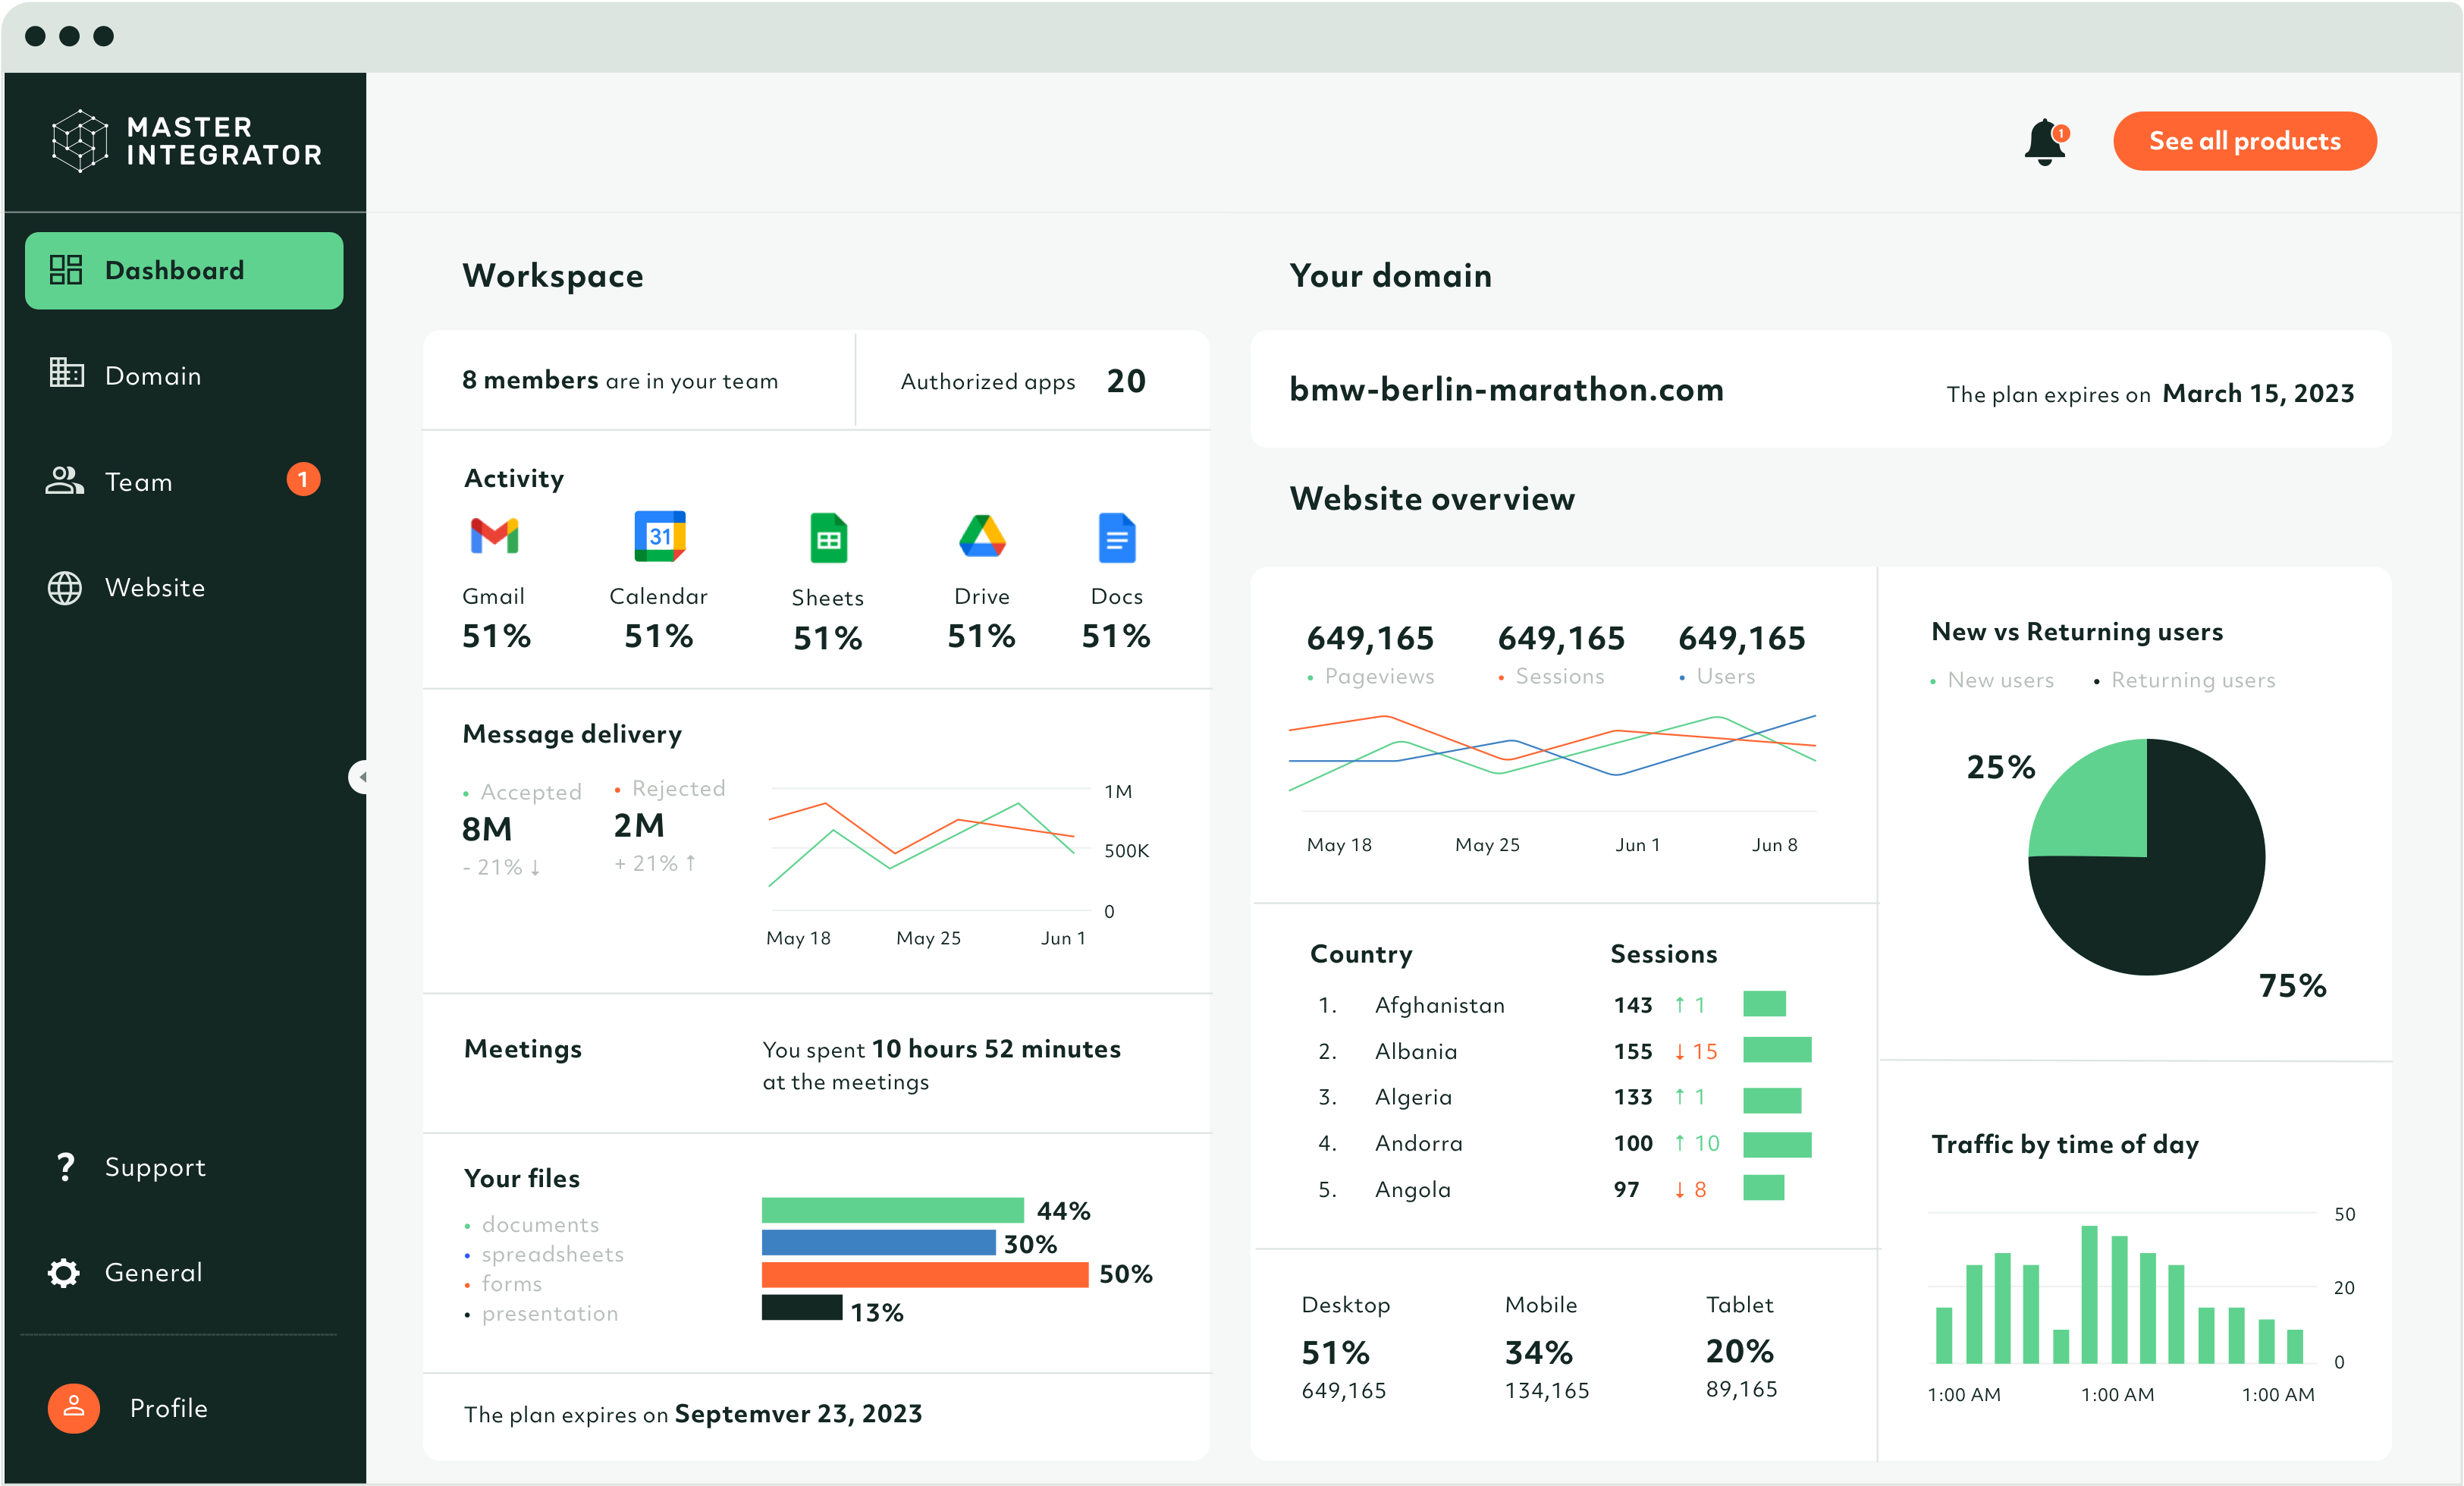 MASTER
INTEGRATOR
1
See all products
Dashboard
Domain
Team 1
Website
Support
General
Profile
Workspace
8 members are in your team
Authorized apps 20
Activity
31
Gmail Calendar Sheets Drive Docs
51% 51% 51% 51% 51%
Message delivery
Accepted Rejected
8M 2M
- 21% ↓ + 21% ↑
1M
500K
0
May 18 May 25 Jun 1
Meetings
You spent 10 hours 52 minutes
at the meetings
Your files
documents
spreadsheets
forms
presentation
44%
30%
50%
13%
The plan expires on Septemver 23, 2023
Your domain
bmw-berlin-marathon.com
The plan expires on March 15, 2023
Website overview
649,165 649,165 649,165
Pageviews Sessions Users
May 18 May 25 Jun 1 Jun 8
Country Sessions
1. Afghanistan 143 ↑ 1
2. Albania 155 ↓ 15
3. Algeria 133 ↑ 1
4. Andorra 100 ↑ 10
5. Angola 97 ↓ 8
Desktop Mobile Tablet
51% 34% 20%
649,165 134,165 89,165
New vs Returning users
New users Returning users
25%
75%
Traffic by time of day
50
20
0
1:00 AM 1:00 AM 1:00 AM